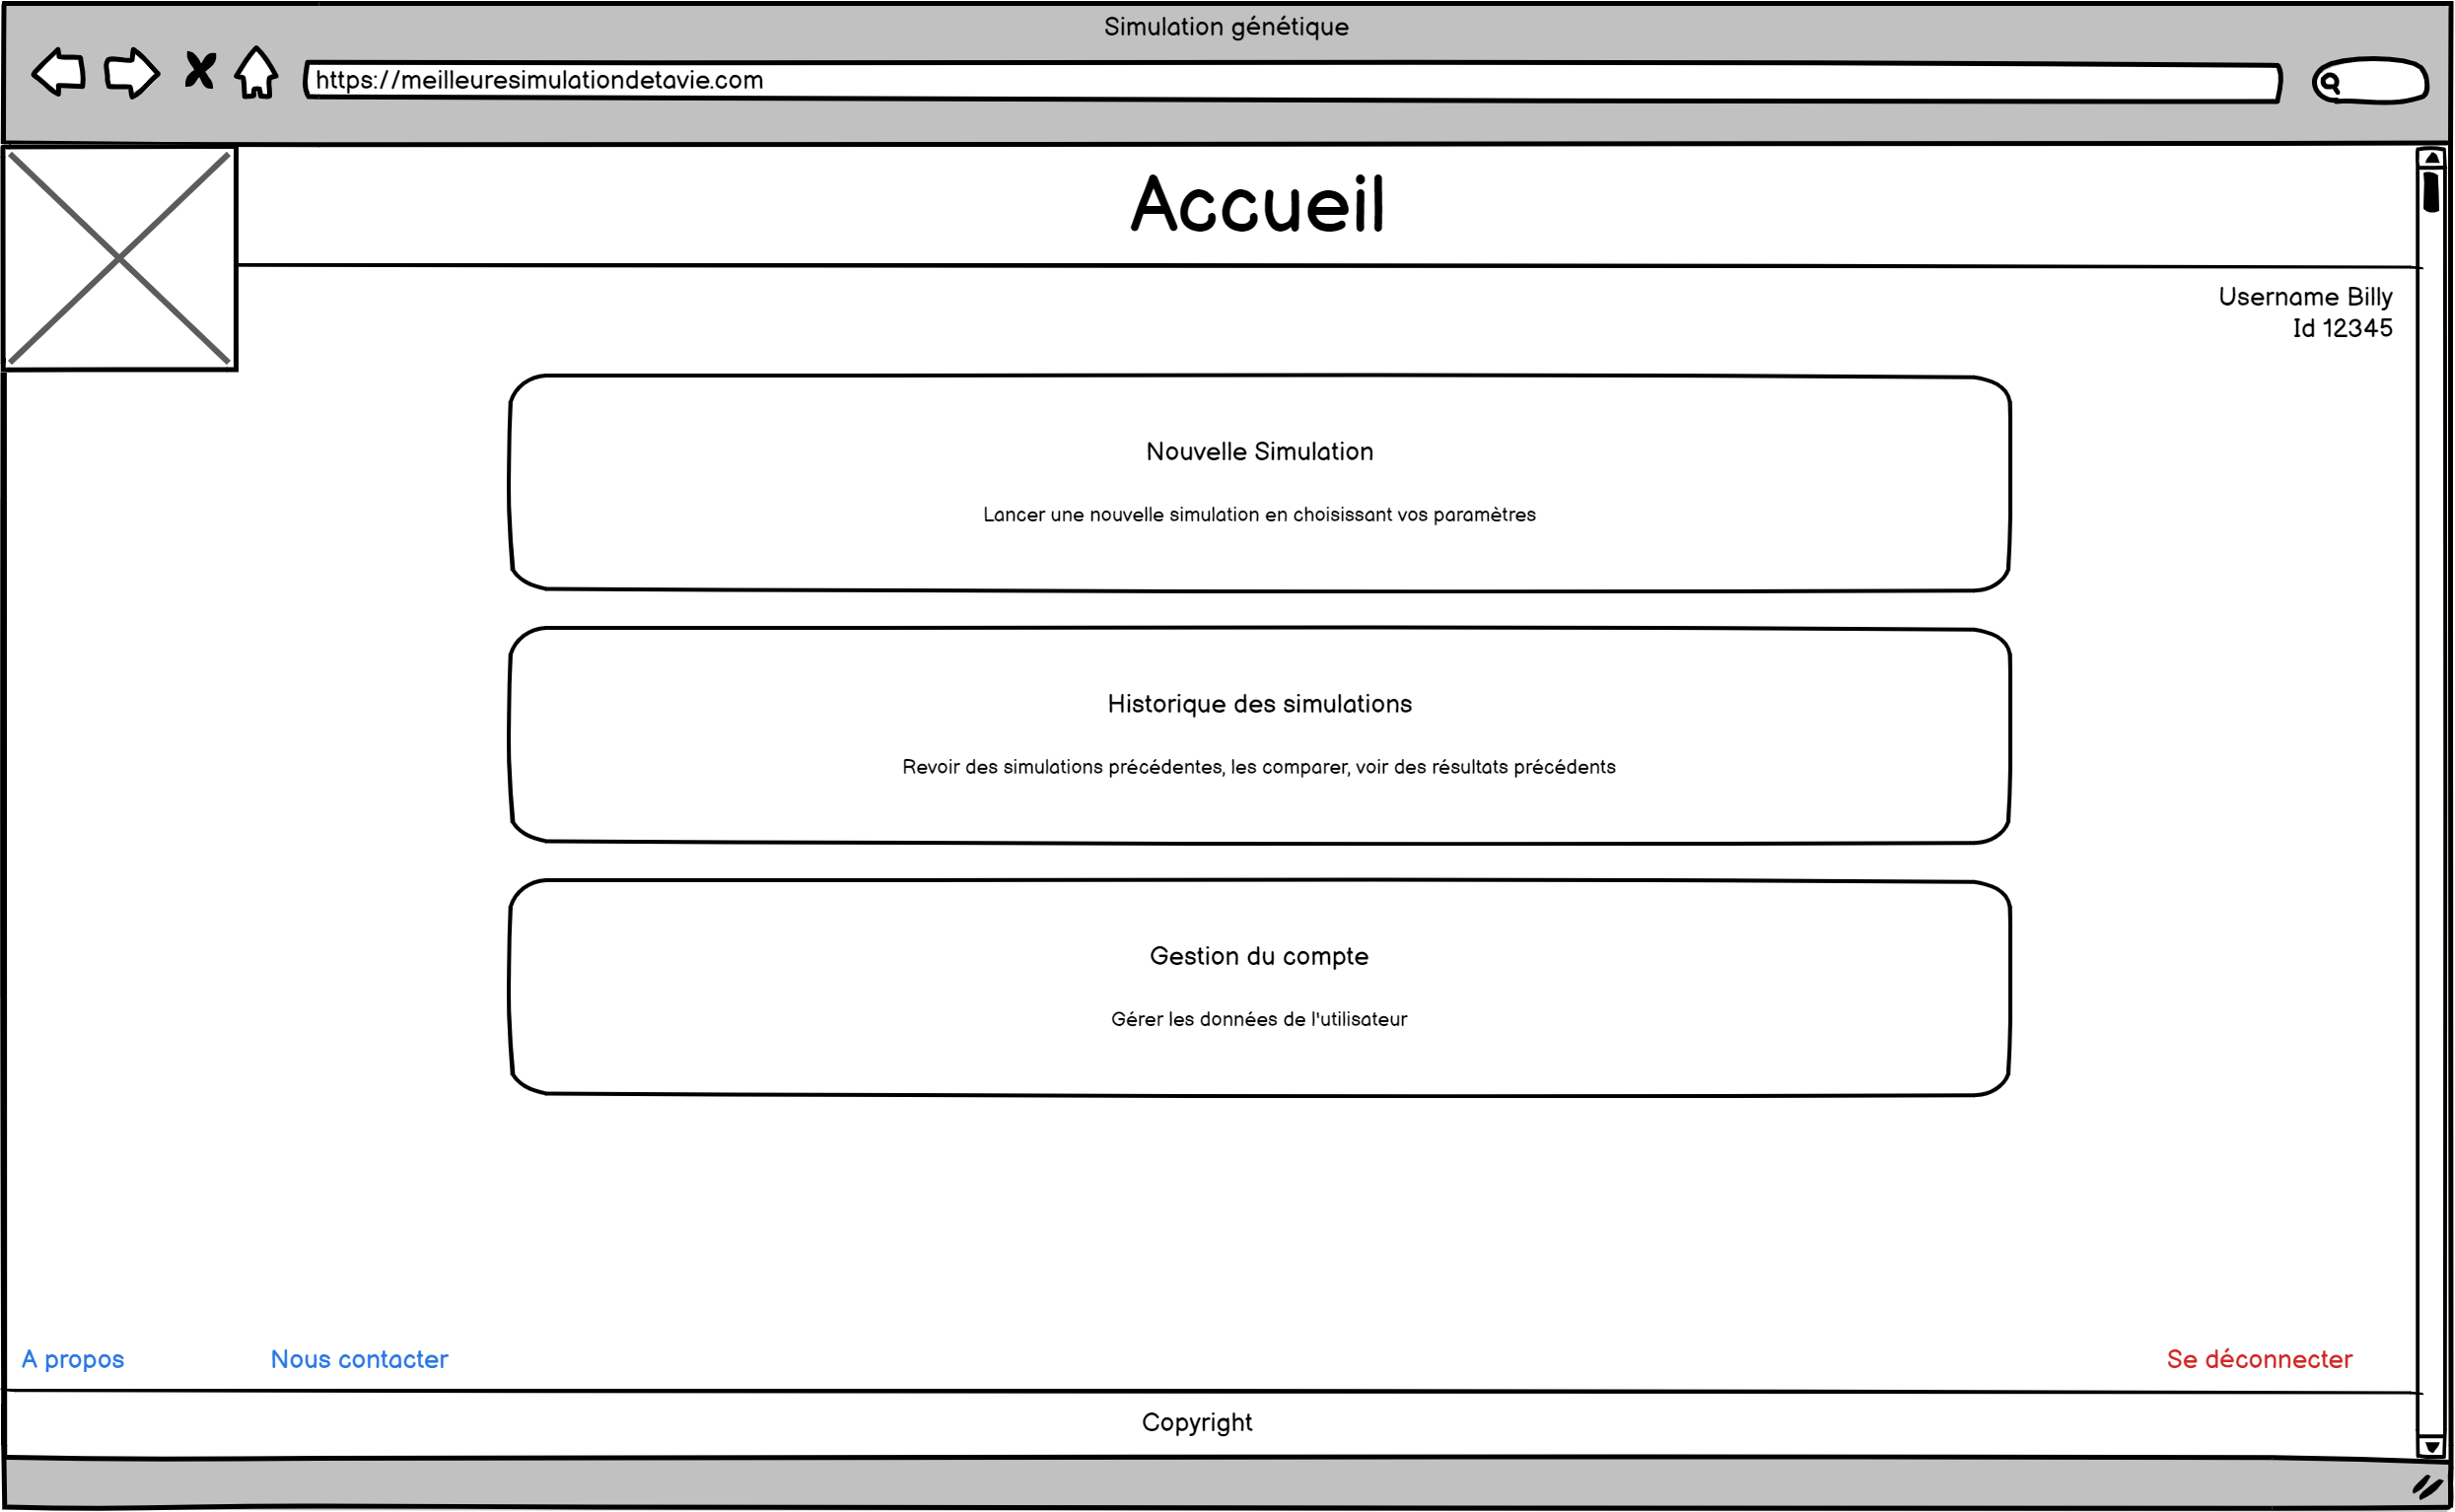 Simulation génétique
https://meilleuresimulationdetavie.com
Accueil
Username Billy
Id 12345
Nouvelle Simulation
Lancer une nouvelle simulation en choisissant vos paramètres
Historique des simulations
Revoir des simulations précédentes, les comparer, voir des résultats précédents
Gestion du compte
Gérer les données de l'utilisateur
A propos
Nous contacter
Se déconnecter
Copyright